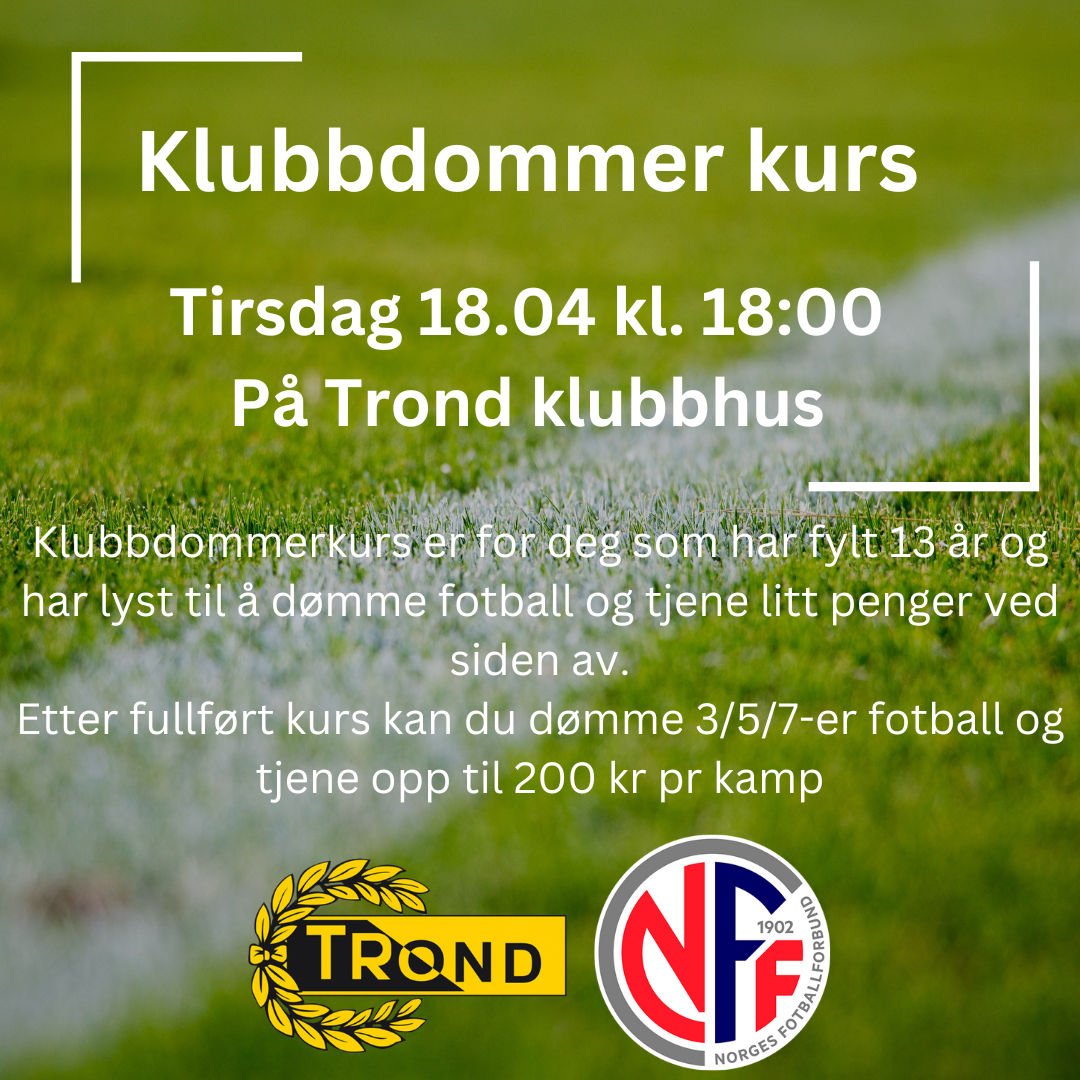 Klubbdommer kurs
Tirsdag 18.04 kl. 18:00
På Trond klubbhus
Klubbdommerkurs er for deg som har fylt 13 år og
har lyst til å dømme fotball og tjene litt penger ved
siden av.
Etter fullført kurs kan du dømme 3/5/7-er fotball og
tjene opp til 200 kr pr kamp
TROND
NFF
1902
NORGES FOTBALLFORBUND